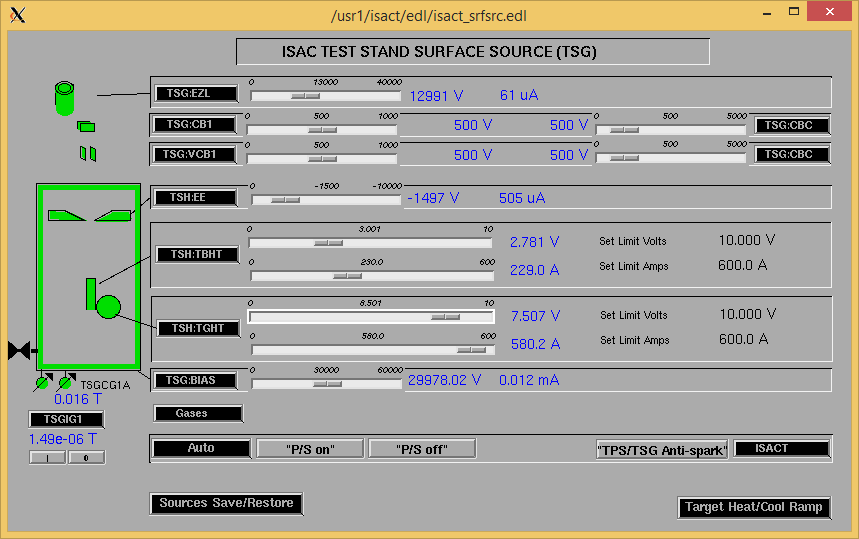 /usr1/isact/edl/isact_srfsrc.edl
ISAC TEST STAND SURFACE SOURCE (TSG)
0 13000 40000
TSG:EZL 12991 V 61 uA
0 500 1000 0 500 5000
TSG:CB1 500 V 500 V TSG:CBC
0 500 1000 0 500 5000
TSG:VCB1 500 V 500 V TSG:CBC
0 -1500 -10000
TSH:EE -1497 V 505 uA
0 3.001 10
2.781 V Set Limit Volts 10.000 V
TSH:TBHT
0 230.0 600
229.0 A Set Limit Amps 600.0 A
0 8.501 10
7.507 V Set Limit Volts 10.000 V
TSH:TGHT
0 580.0 600
580.2 A Set Limit Amps 600.0 A
0 30000 60000
TSG:BIAS 29978.02 V 0.012 mA
TSGCG1A
0.016 T
TSGIG1
1.49e-06 T
I 0
Gases
Auto "P/S on" "P/S off" "TPS/TSG Anti-spark" ISACT
Sources Save/Restore
Target Heat/Cool Ramp